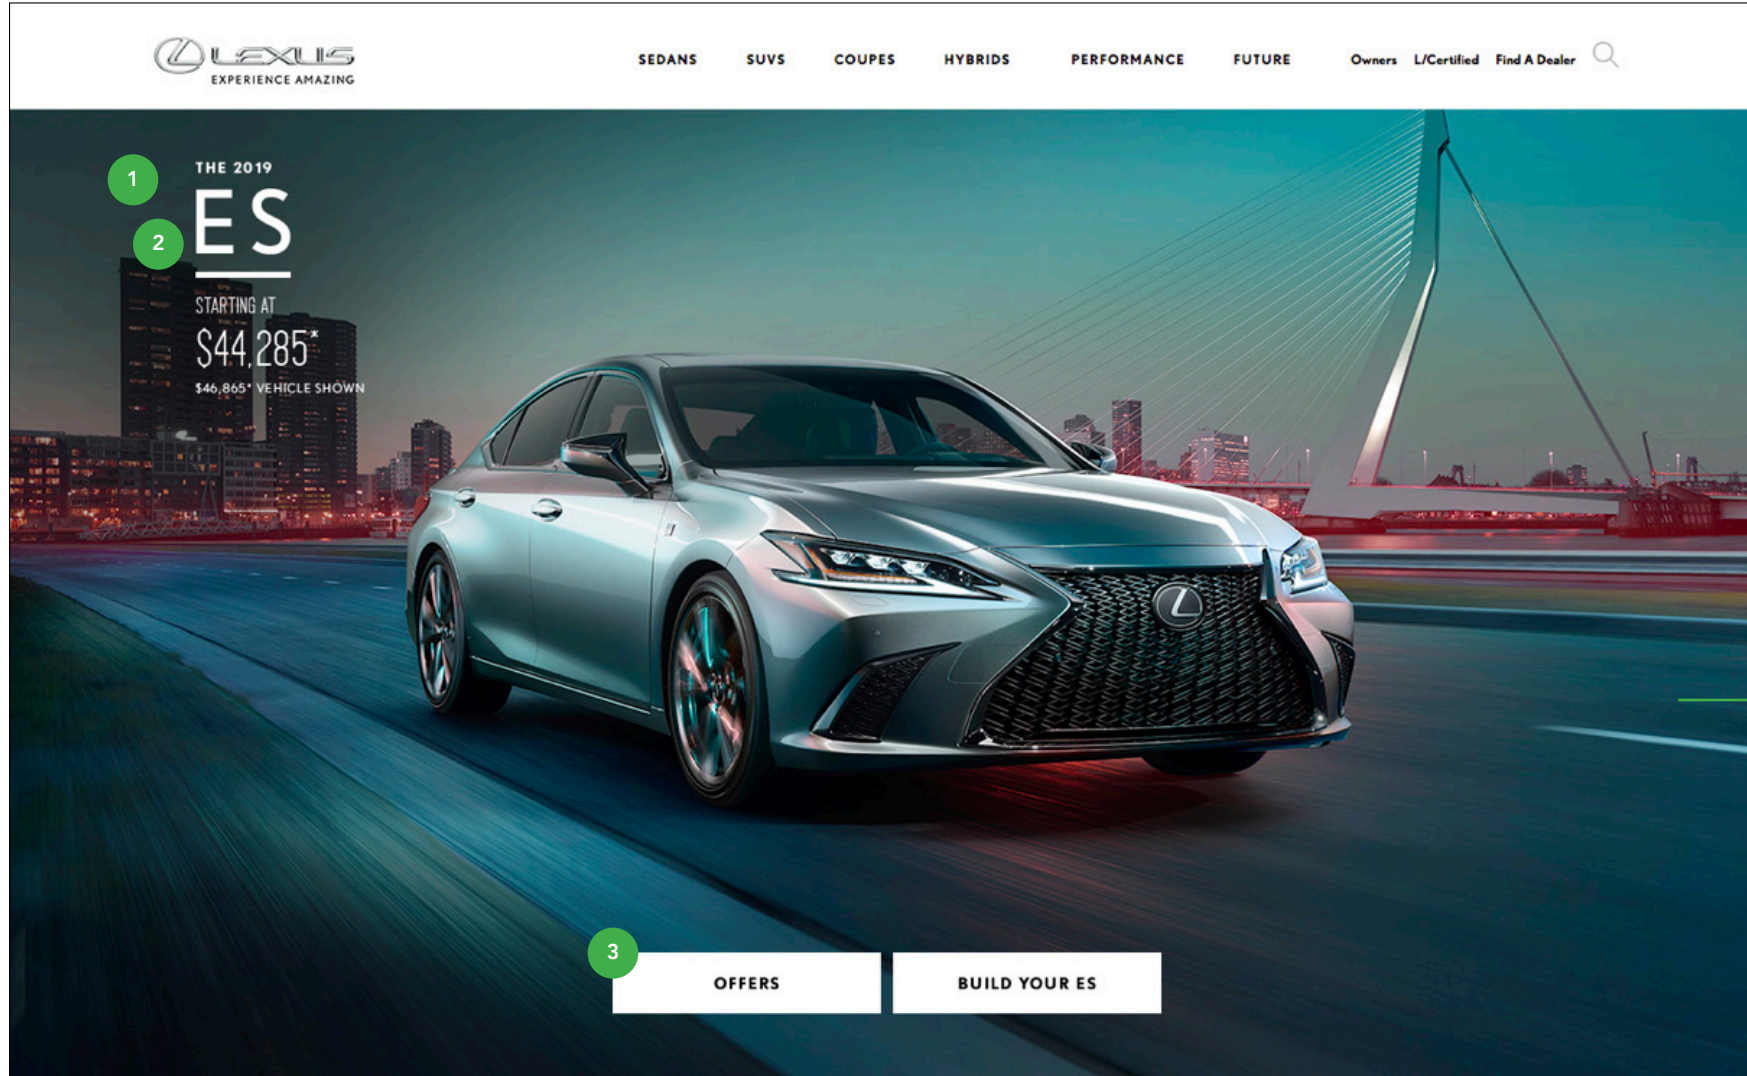 LEXUS
EXPERIENCE AMAZING
SEDANS SUVS COUPES HYBRIDS PERFORMANCE FUTURE Owners L/Certified Find A Dealer
1
THE 2019
2
ES
STARTING AT
$44,285*
$46,865* VEHICLE SHOWN
3
OFFERS BUILD YOUR ES